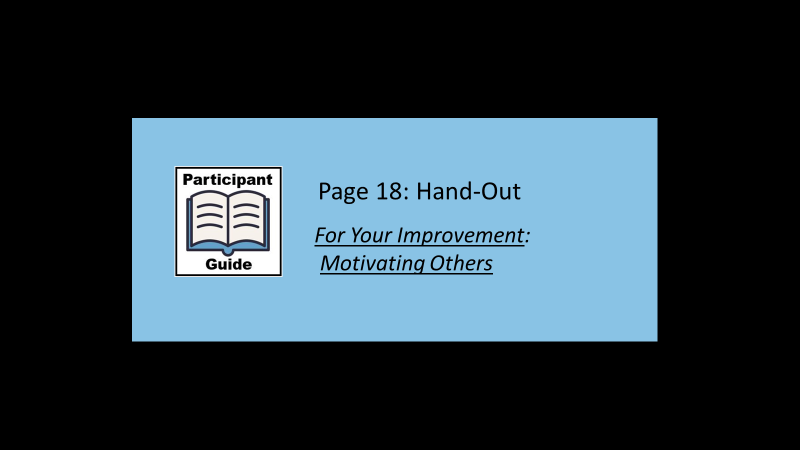 Participant
Guide
Page 18: Hand-Out
For Your Improvement:
Motivating Others